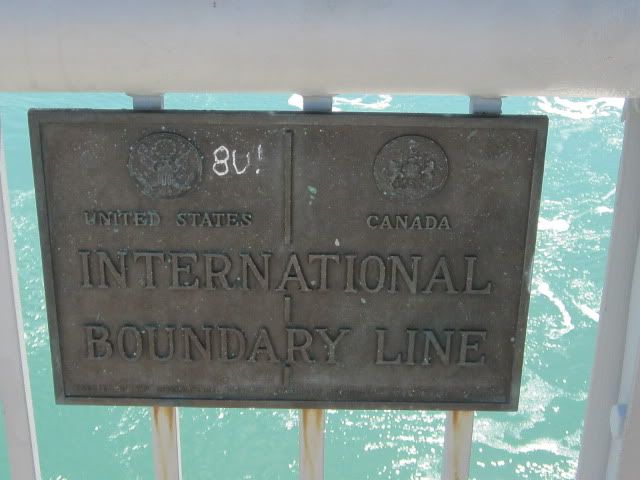 8U!
UNITED STATES CANADA
INTERNATIONAL
BOUNDARY LINE